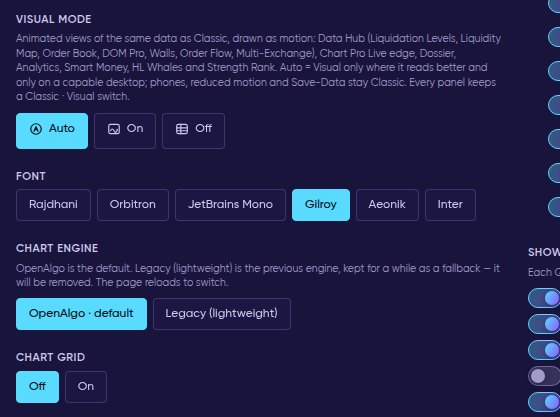 VISUAL MODE
Animated views of the same data as Classic, drawn as motion: Data Hub (Liquidation Levels, Liquidity
Map, Order Book, DOM Pro, Walls, Order Flow, Multi-Exchange), Chart Pro Live edge, Dossier,
Analytics, Smart Money, HL Whales and Strength Rank. Auto = Visual only where it reads better and
only on a capable desktop; phones, reduced motion and Save-Data stay Classic. Every panel keeps
a Classic · Visual switch.
Auto On Off
FONT
Rajdhani Orbitron JetBrains Mono Gilroy Aeonik Inter
CHART ENGINE
OpenAlgo is the default. Legacy (lightweight) is the previous engine, kept for a while as a fallback — it
will be removed. The page reloads to switch.
OpenAlgo · default Legacy (lightweight)
CHART GRID
Off On
SHOW
Each